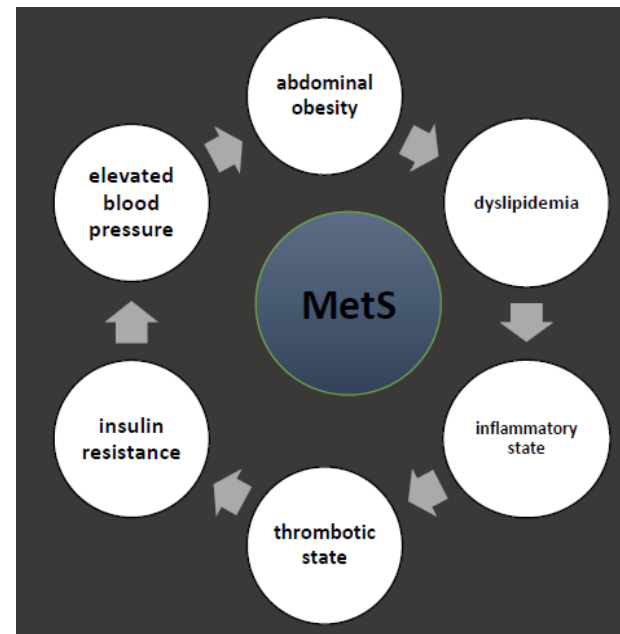 abdominal
obesity
dyslipidemia
inflammatory
state
thrombotic
state
insulin
resistance
elevated
blood
pressure
MetS